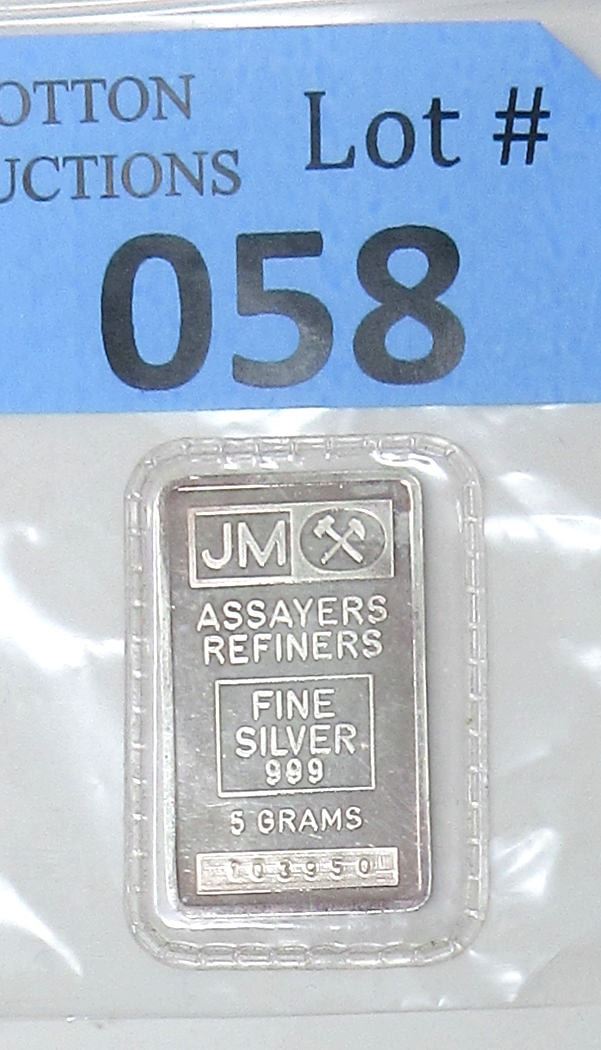 OTTON
UCTIONS
Lot #
058
JM
ASSAYERS
REFINERS
FINE
SILVER
999
5 GRAMS
103950